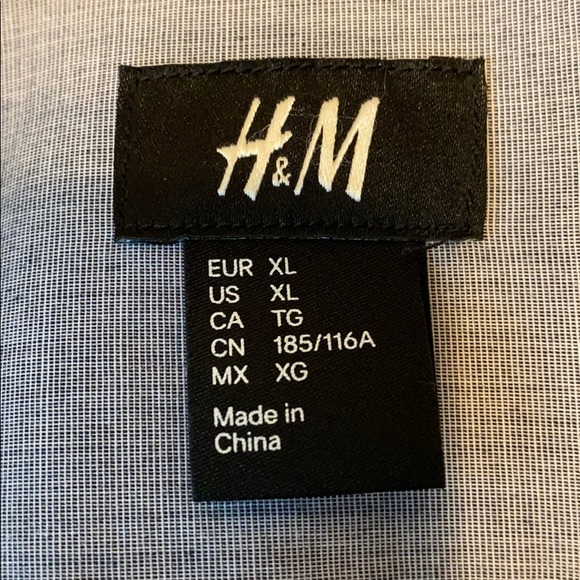 H&M
EUR XL
US XL
CA TG
CN 185/116A
MX XG
Made in
China